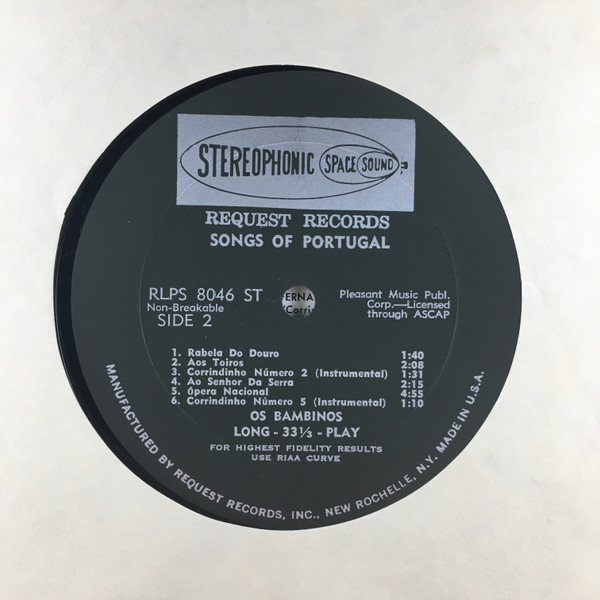 STEREOPHONIC SPACE SOUND
REQUEST RECORDS
SONGS OF PORTUGAL
RLPS 8046 ST
Non-Breakable
SIDE 2
ERNA
(Corri
Pleasant Music Publ.
Corp.—Licensed
through ASCAP
1. Rabela Do Douro 1:40
2. Aos Toiros 2:08
3. Corrindinho Número 2 (Instrumental) 1:31
4. Ao Senhor Da Serra 2:15
5. Ópera Nacional 4:55
6. Corrindinho Número 5 (Instrumental) 1:10
OS BAMBINOS
LONG - 33⅓ - PLAY
FOR HIGHEST FIDELITY RESULTS
USE RIAA CURVE
MANUFACTURED BY REQUEST RECORDS, INC., NEW ROCHELLE, N.Y. MADE IN U.S.A.